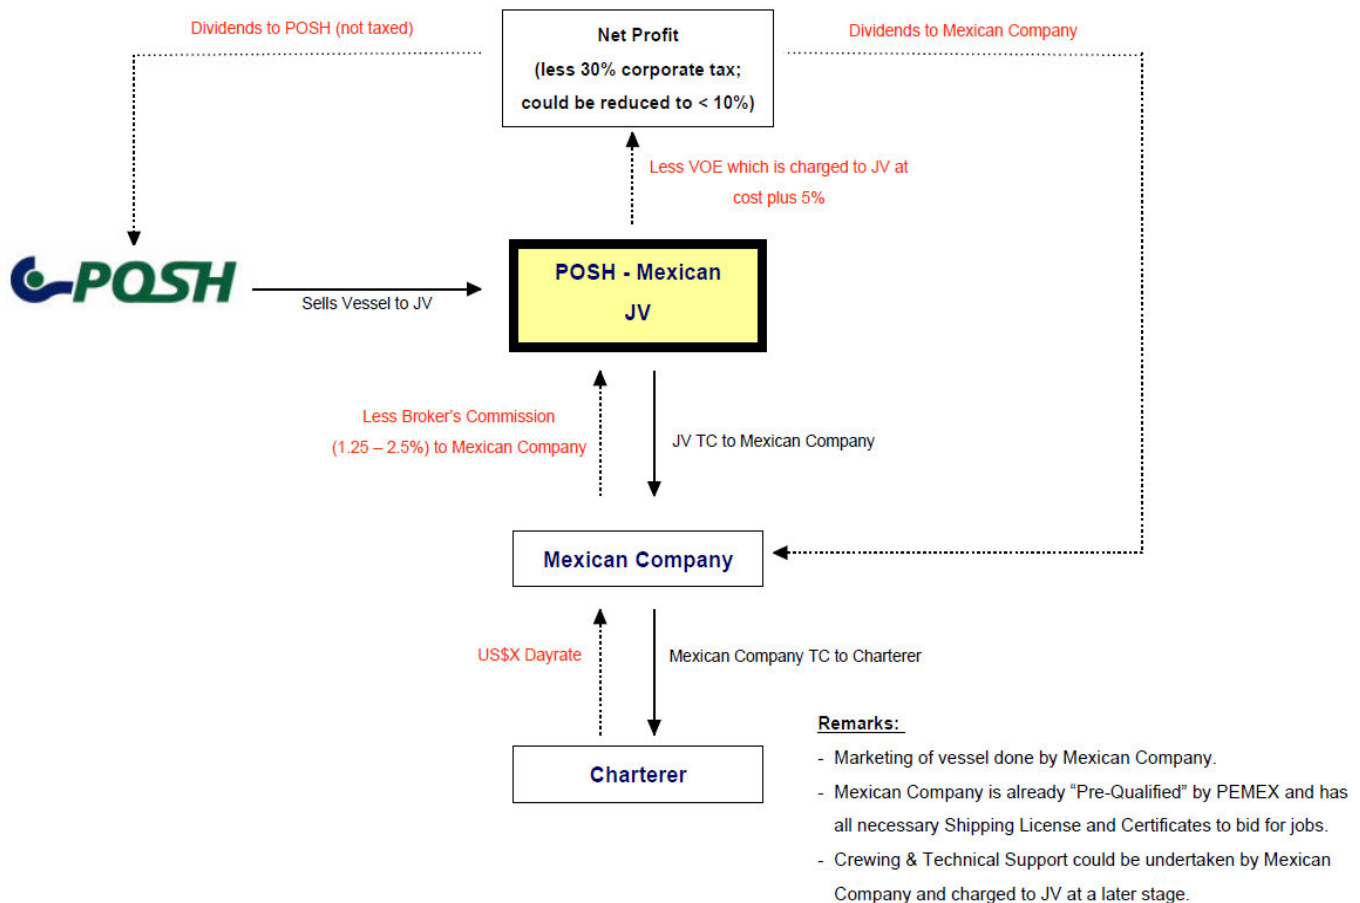 Dividends to POSH (not taxed)
Net Profit
(less 30% corporate tax;
could be reduced to < 10%)
Dividends to Mexican Company
Less VOE which is charged to JV at
cost plus 5%
POSH
Sells Vessel to JV
POSH - Mexican
JV
Less Broker's Commission
(1.25 – 2.5%) to Mexican Company
JV TC to Mexican Company
Mexican Company
US$X Dayrate
Mexican Company TC to Charterer
Charterer
Remarks:
- Marketing of vessel done by Mexican Company.
- Mexican Company is already “Pre-Qualified” by PEMEX and has
all necessary Shipping License and Certificates to bid for jobs.
- Crewing & Technical Support could be undertaken by Mexican
Company and charged to JV at a later stage.